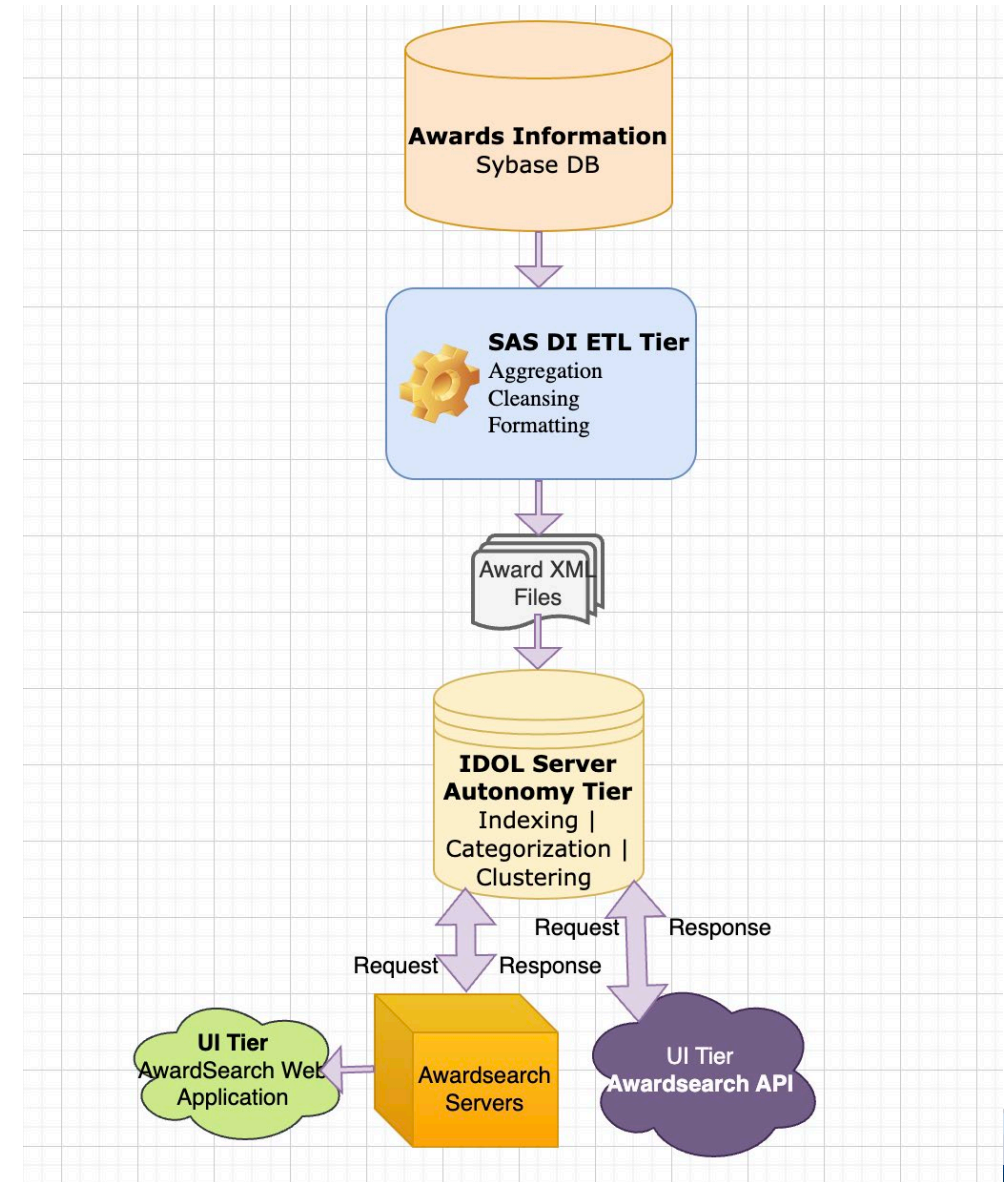 Awards Information
Sybase DB
SAS DI ETL Tier
Aggregation
Cleansing
Formatting
Award XML
Files
IDOL Server
Autonomy Tier
Indexing |
Categorization |
Clustering
Request
Response
Request
Response
UI Tier
AwardSearch Web
Application
Awardsearch
Servers
UI Tier
Awardsearch API